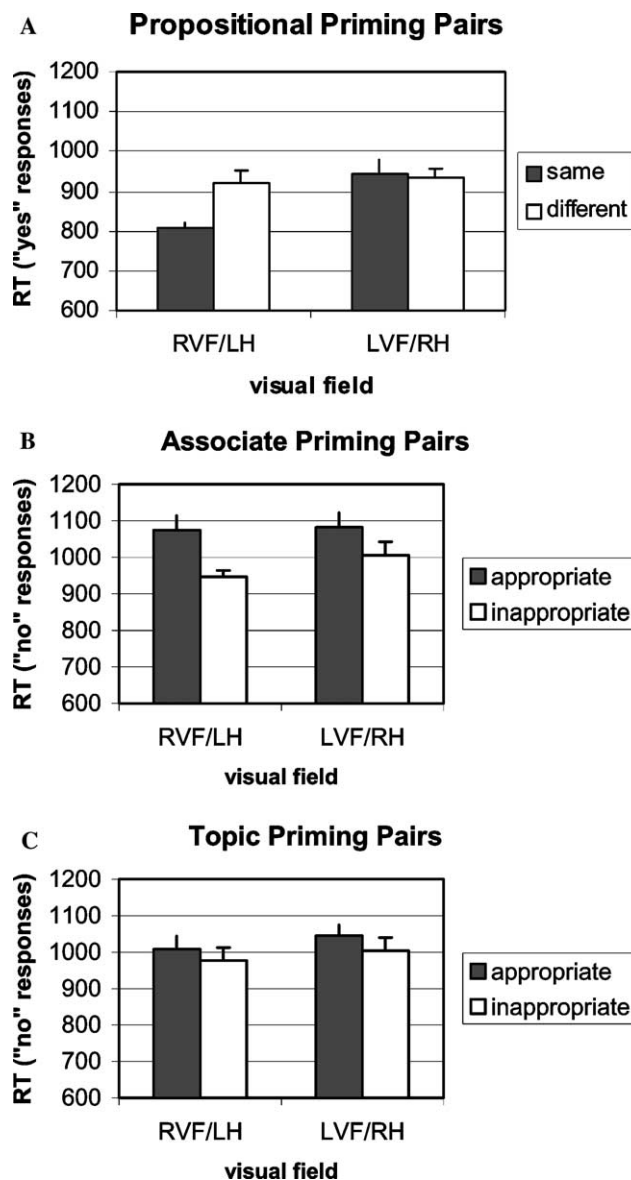 A
Propositional Priming Pairs
RT ("yes" responses)
1200
1100
1000
900
800
700
600
RVF/LH LVF/RH
visual field
same
different
B
Associate Priming Pairs
RT ("no" responses)
1200
1100
1000
900
800
700
600
RVF/LH LVF/RH
visual field
appropriate
inappropriate
C
Topic Priming Pairs
RT ("no" responses)
1200
1100
1000
900
800
700
600
RVF/LH LVF/RH
visual field
appropriate
inappropriate